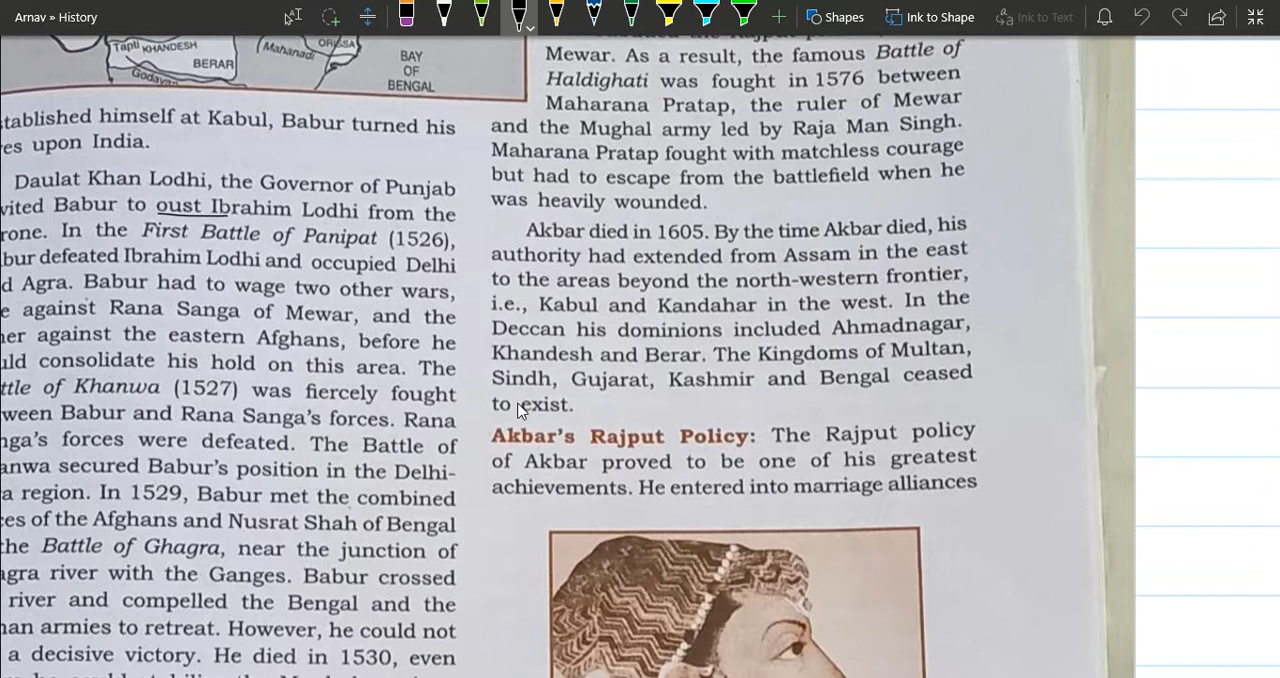 Arnav » History
Shapes
Ink to Shape
Ink to Text
Tapti KHANDESH
BERAR
Godavari
Mahanadi
ORISSA
BAY
OF
BENGAL
tablished himself at Kabul, Babur turned his
es upon India.
Daulat Khan Lodhi, the Governor of Punjab
vited Babur to oust Ibrahim Lodhi from the
rone. In the First Battle of Panipat (1526),
bur defeated Ibrahim Lodhi and occupied Delhi
d Agra. Babur had to wage two other wars,
e against Rana Sanga of Mewar, and the
her against the eastern Afghans, before he
uld consolidate his hold on this area. The
ttle of Khanwa (1527) was fiercely fought
ween Babur and Rana Sanga's forces. Rana
nga's forces were defeated. The Battle of
anwa secured Babur's position in the Delhi-
a region. In 1529, Babur met the combined
ces of the Afghans and Nusrat Shah of Bengal
the Battle of Ghagra, near the junction of
agra river with the Ganges. Babur crossed
river and compelled the Bengal and the
han armies to retreat. However, he could not
a decisive victory. He died in 1530, even
Mewar. As a result, the famous Battle of
Haldighati was fought in 1576 between
Maharana Pratap, the ruler of Mewar
and the Mughal army led by Raja Man Singh.
Maharana Pratap fought with matchless courage
but had to escape from the battlefield when he
was heavily wounded.
Akbar died in 1605. By the time Akbar died, his
authority had extended from Assam in the east
to the areas beyond the north-western frontier,
i.e., Kabul and Kandahar in the west. In the
Deccan his dominions included Ahmadnagar,
Khandesh and Berar. The Kingdoms of Multan,
Sindh, Gujarat, Kashmir and Bengal ceased
to exist.
Akbar's Rajput Policy: The Rajput policy
of Akbar proved to be one of his greatest
achievements. He entered into marriage alliances